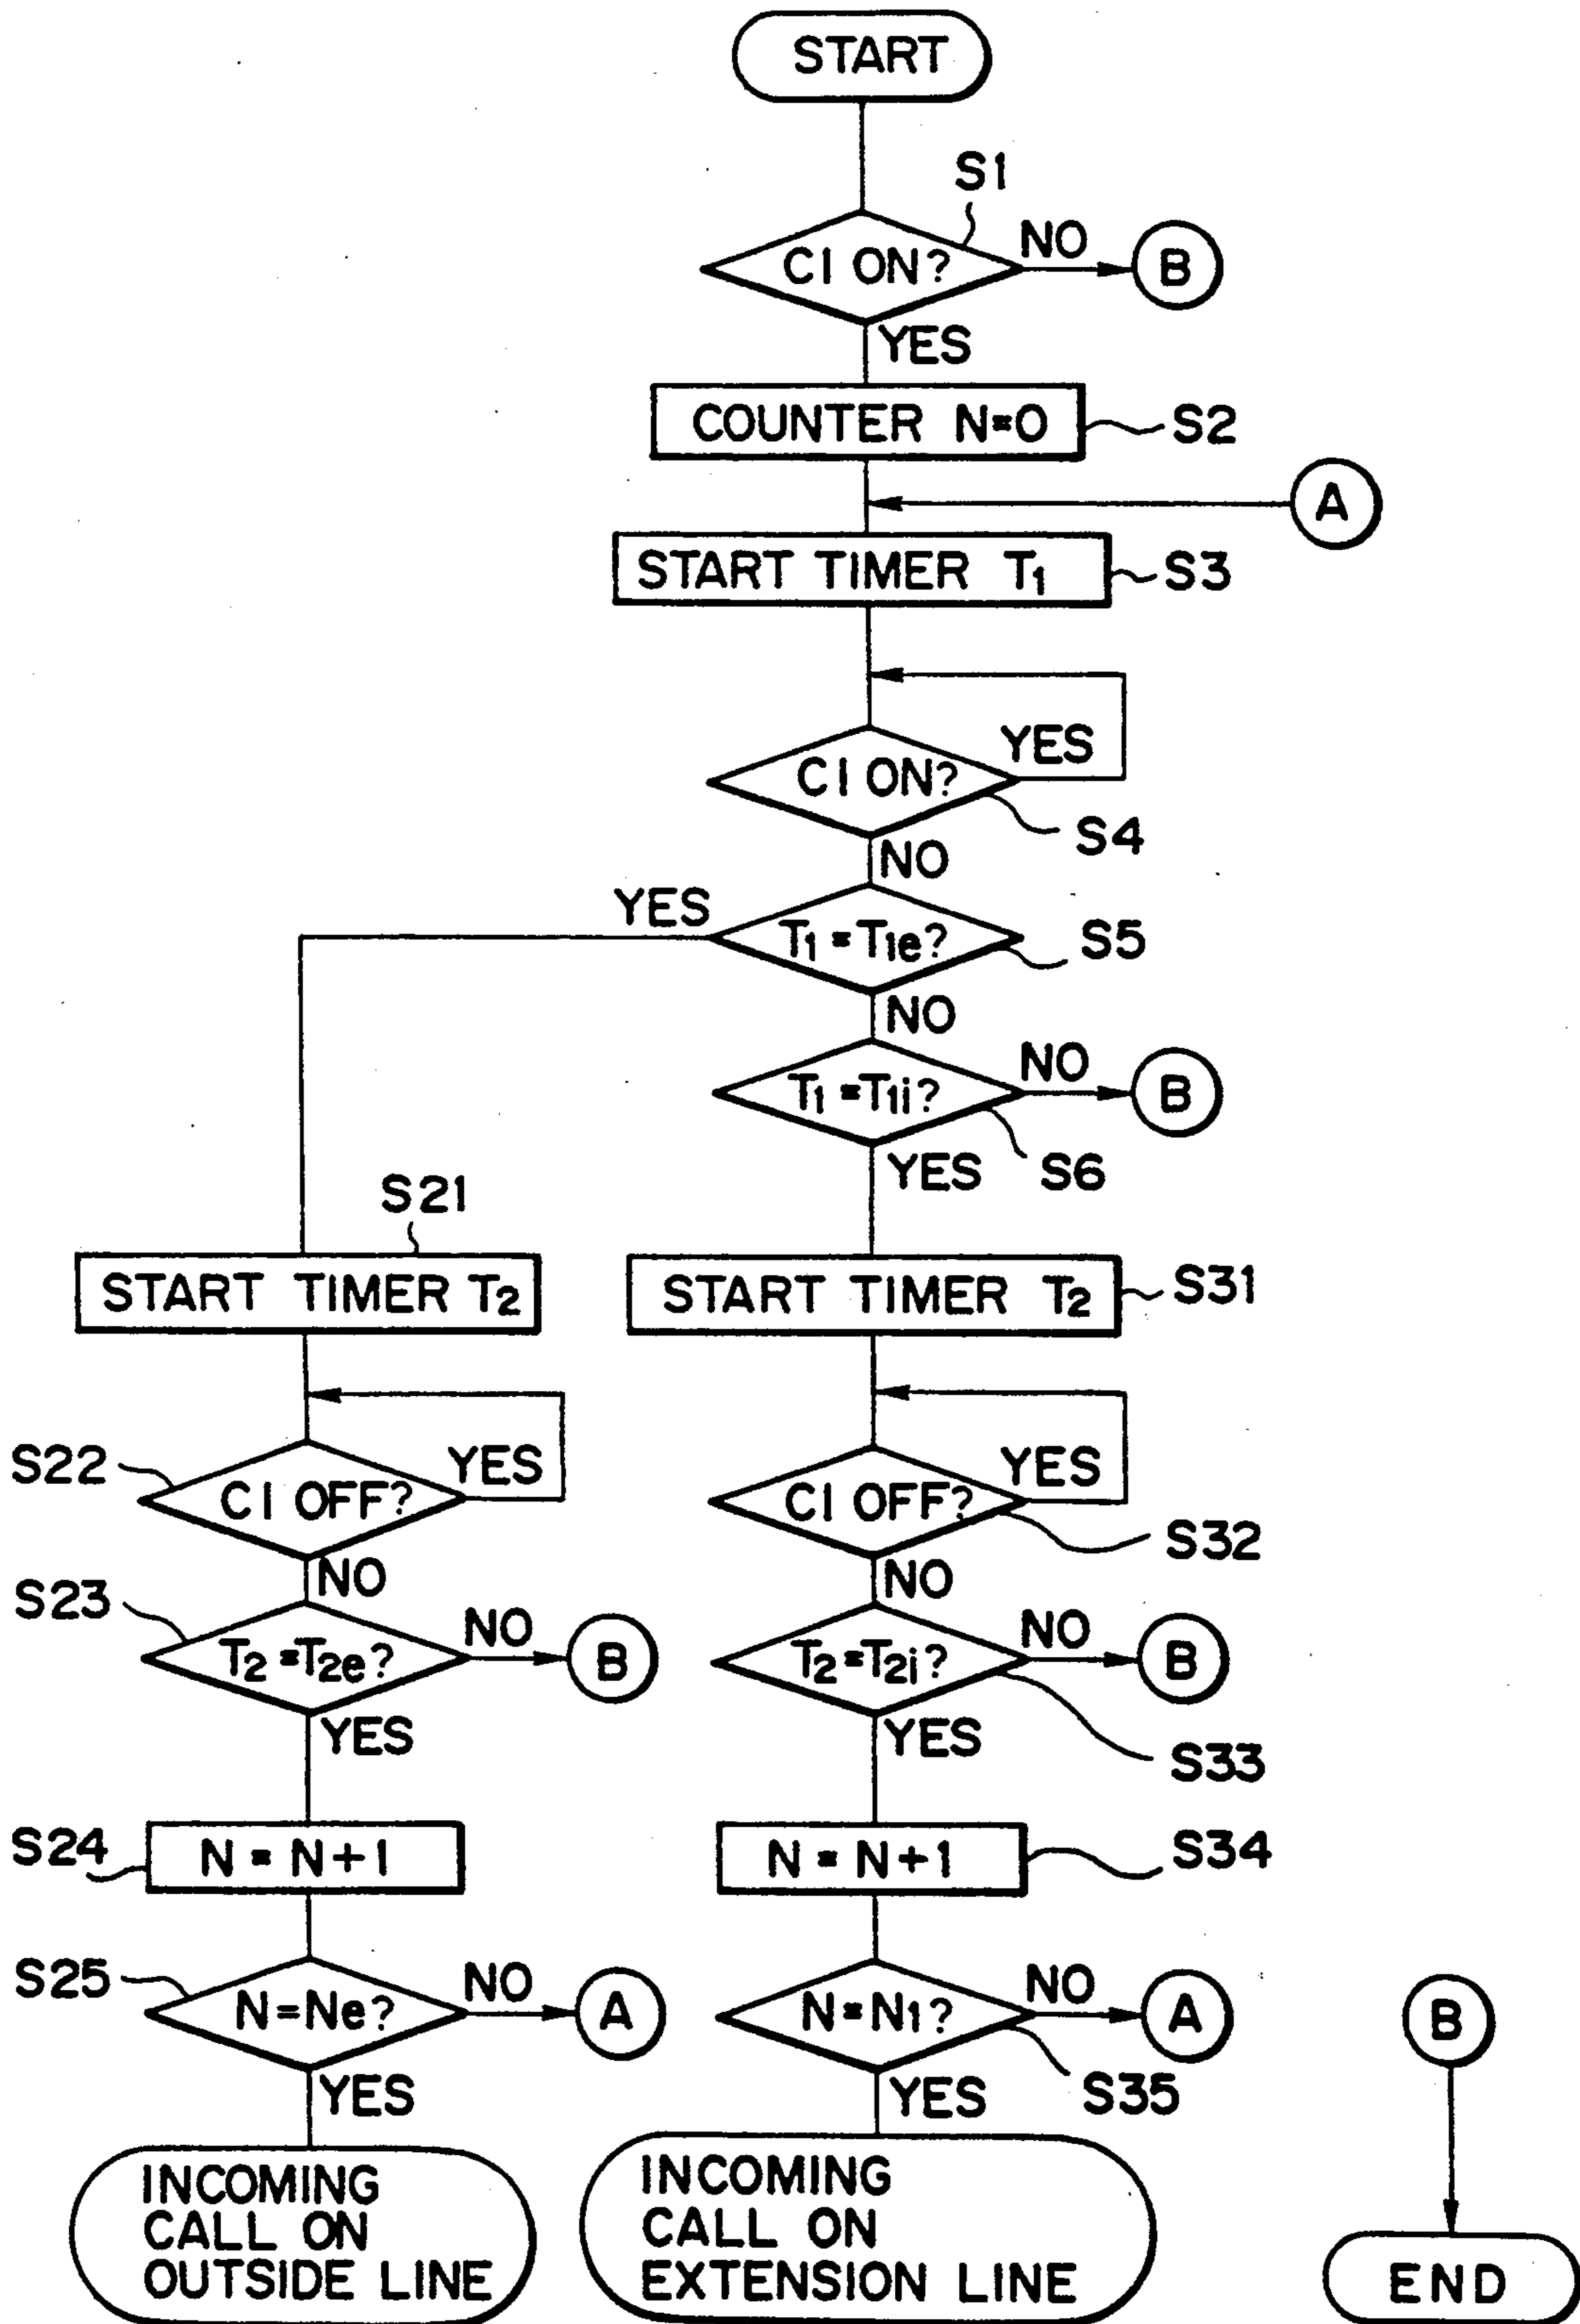 START
S1
CI ON?
NO
B
YES
COUNTER N=0
S2
A
START TIMER T1
S3
YES
CI ON?
S4
NO
YES
T1=T1e?
S5
NO
T1=T1i?
NO
B
S6
YES
S21
START TIMER T2
START TIMER T2
S31
S22
CI OFF?
YES
CI OFF?
YES
S32
NO
NO
S23
T2=T2e?
NO
B
T2=T2i?
NO
B
YES
YES
S33
S24
N=N+1
N=N+1
S34
S25
N=Ne?
NO
A
N=N1?
NO
A
B
YES
YES
S35
INCOMING
CALL ON
OUTSIDE LINE
INCOMING
CALL ON
EXTENSION LINE
END